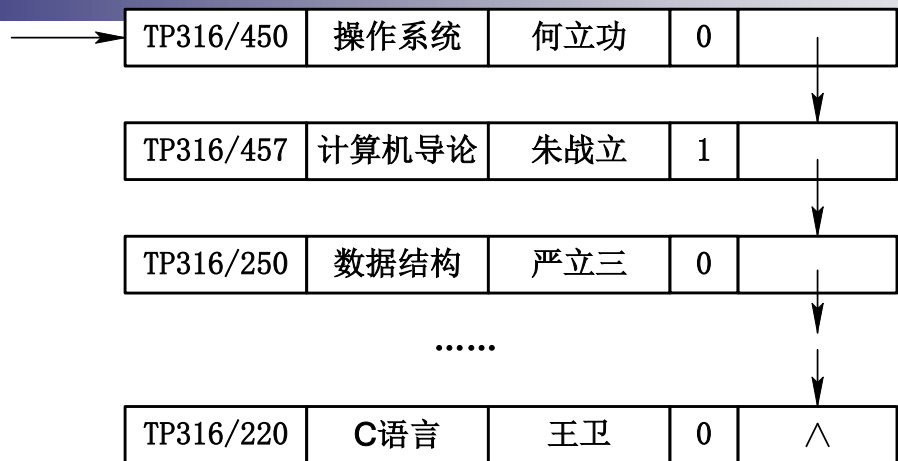 TP316/450 操作系统 何立功 0
TP316/457 计算机导论 朱战立 1
TP316/250 数据结构 严立三 0
……
TP316/220 C语言 王卫 0 ∧